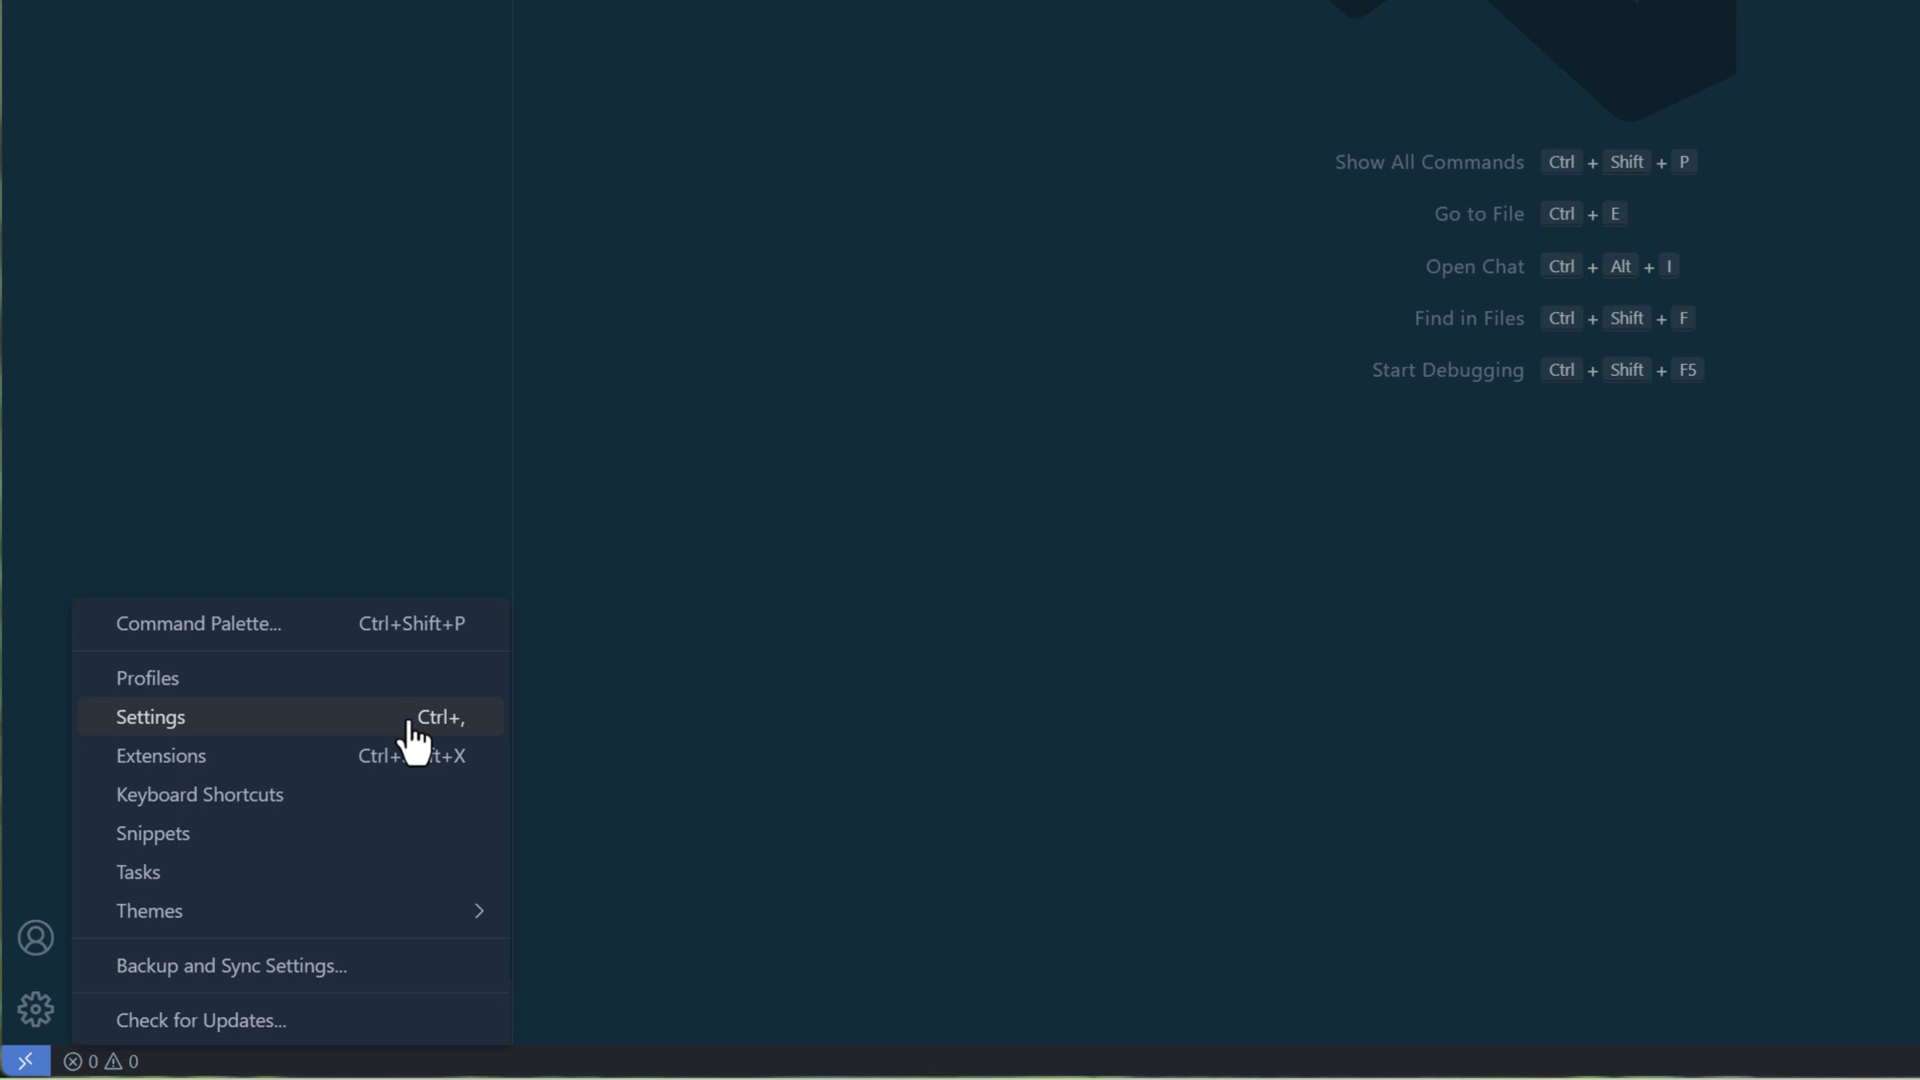 Show All Commands Ctrl + Shift + P
Go to File Ctrl + E
Open Chat Ctrl + Alt + I
Find in Files Ctrl + Shift + F
Start Debugging Ctrl + Shift + F5
Command Palette... Ctrl+Shift+P
Profiles
Settings Ctrl+,
Extensions
Keyboard Shortcuts
Snippets
Tasks
Themes
Backup and Sync Settings...
Check for Updates...
0 0